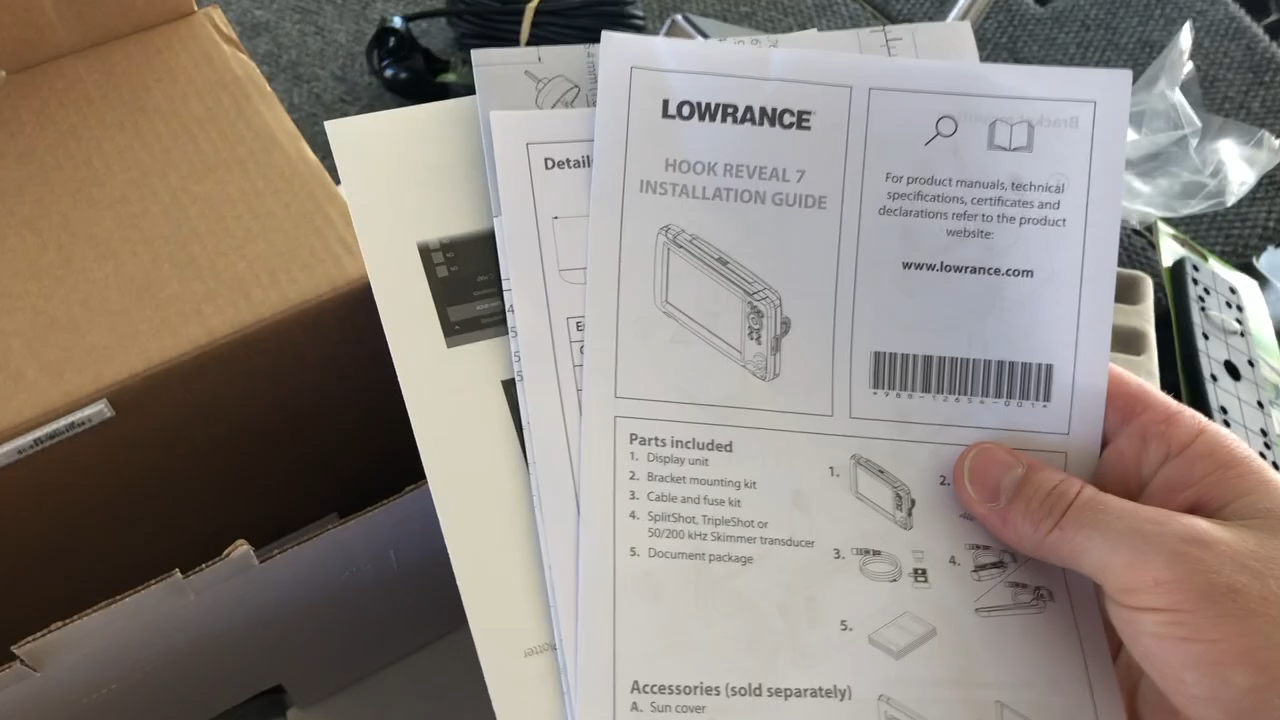 LOWRANCE
HOOK REVEAL 7
INSTALLATION GUIDE
For product manuals, technical
specifications, certificates and
declarations refer to the product
website:
www.lowrance.com
*988-12654-001*
Parts included
1. Display unit
2. Bracket mounting kit
3. Cable and fuse kit
4. SplitShot, TripleShot or
50/200 kHz Skimmer transducer
5. Document package
1.
2.
3.
4.
5.
Accessories (sold separately)
A. Sun cover
Detail